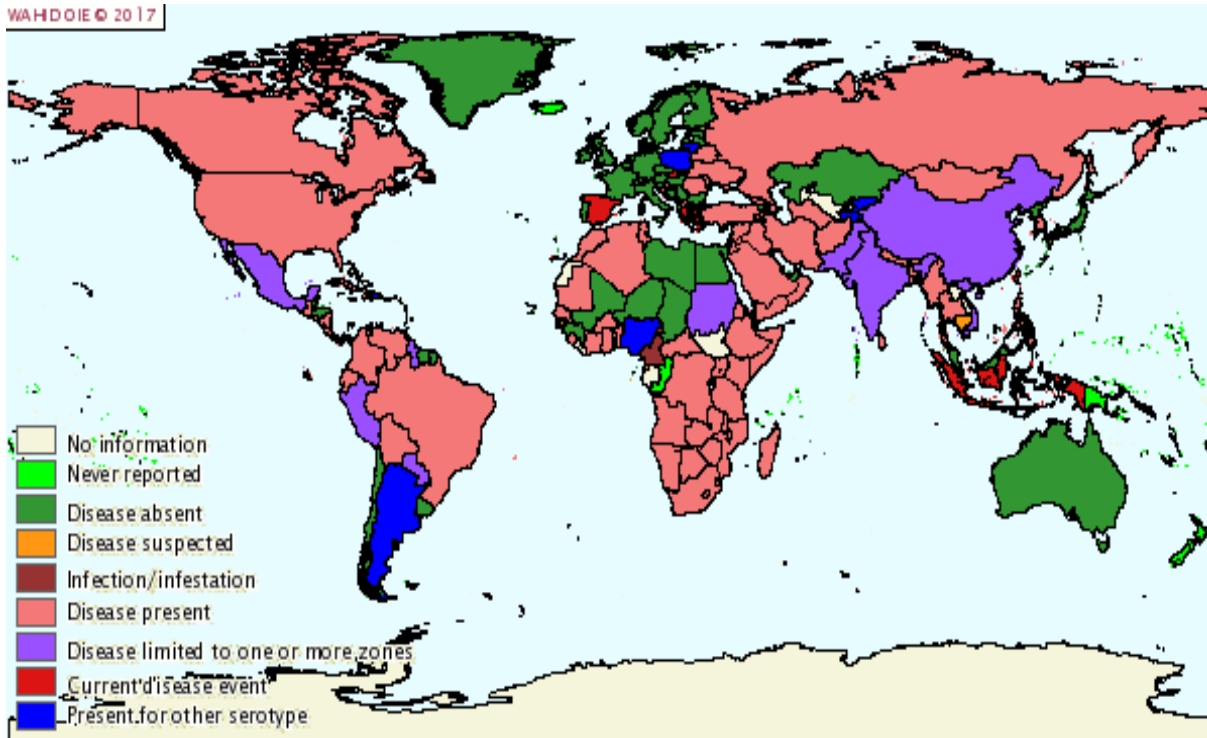 WAHIDOIE © 2017
No information
Never reported
Disease absent
Disease suspected
Infection/infestation
Disease present
Disease limited to one or more zones
Current disease event
Present for other serotype